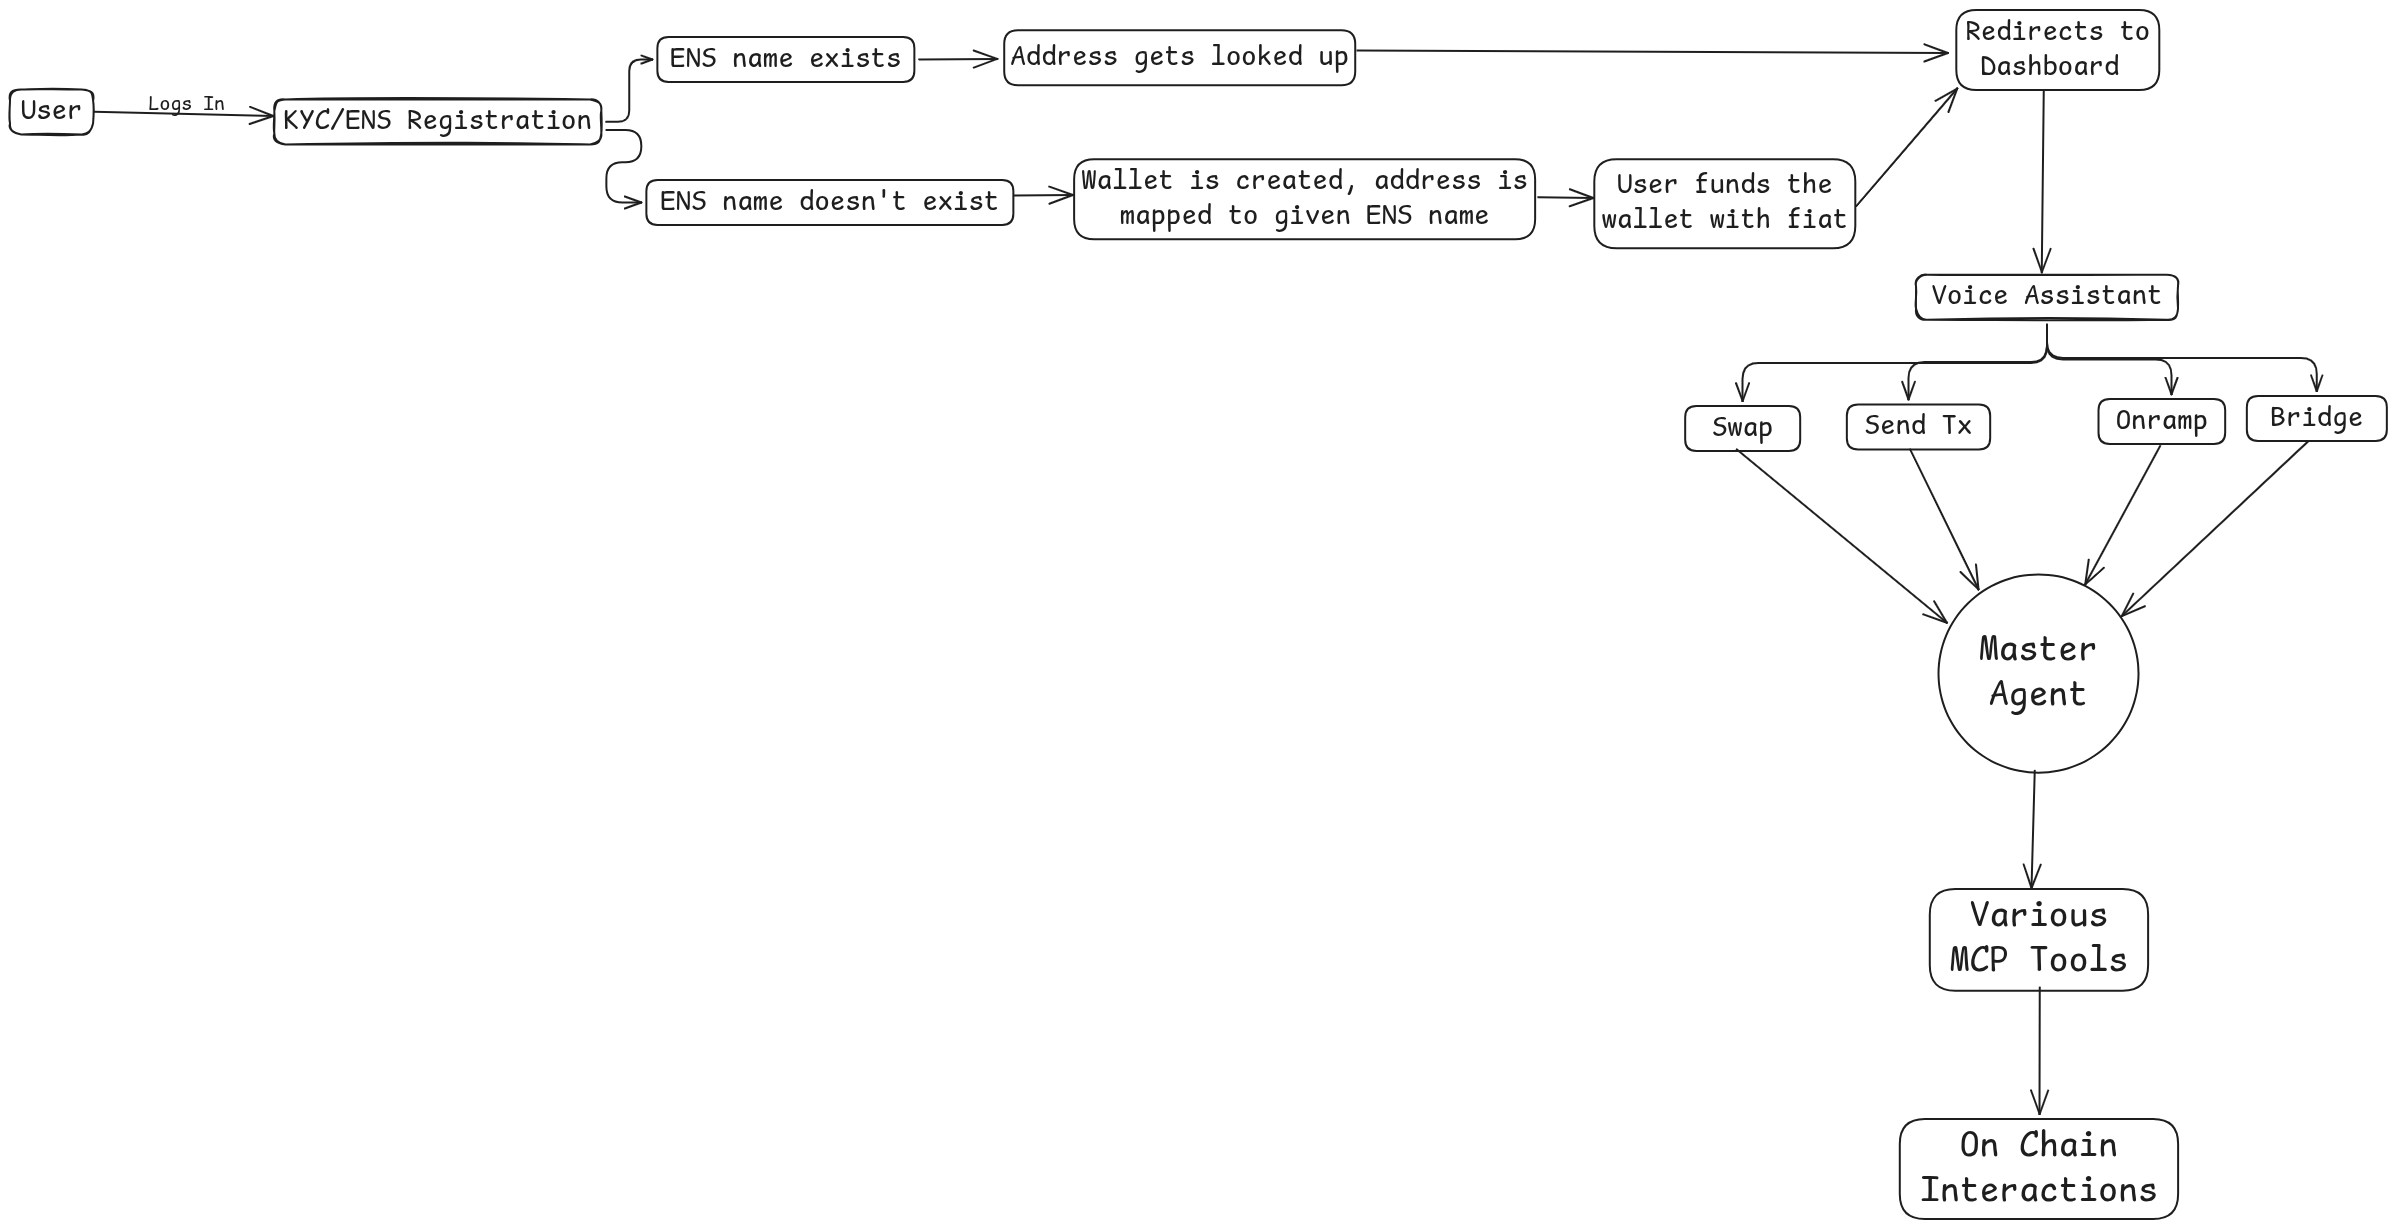 User
Logs In
KYC/ENS Registration
ENS name exists
Address gets looked up
Redirects to
Dashboard
ENS name doesn't exist
Wallet is created, address is
mapped to given ENS name
User funds the
wallet with fiat
Voice Assistant
Swap
Send Tx
Onramp
Bridge
Master
Agent
Various
MCP Tools
On Chain
Interactions